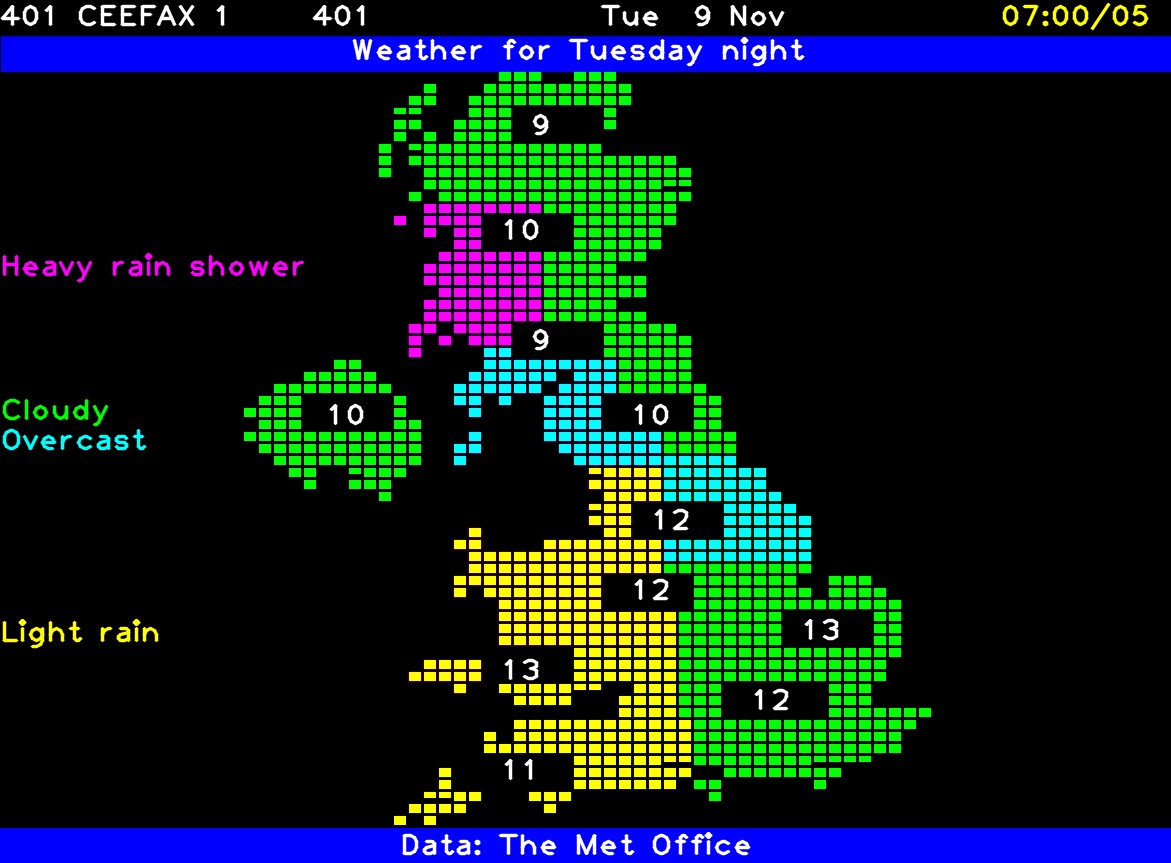 401 CEEFAX 1 401 Tue 9 Nov 07:00/05
Weather for Tuesday night
9
10
Heavy rain shower
9
Cloudy 10 10
Overcast
12
12
Light rain 13
13
12
11
Data: The Met Office